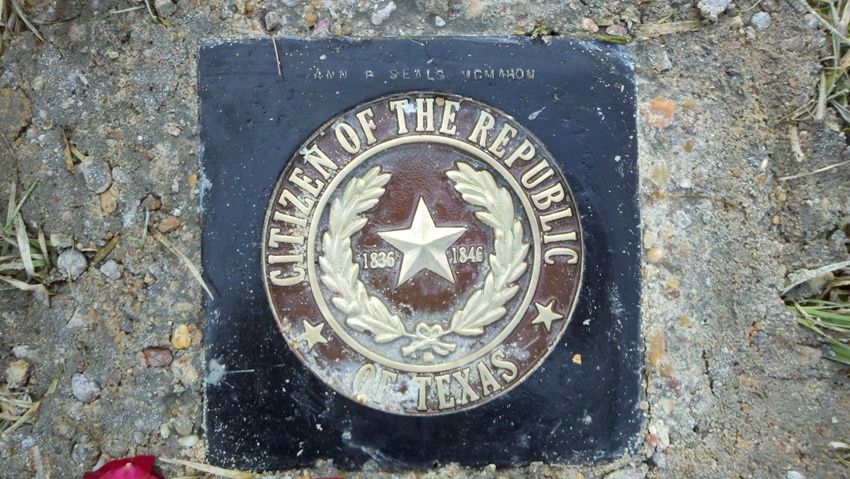 ANN P SEALS MCMAHON
CITIZEN OF THE REPUBLIC
1836 1846
OF TEXAS